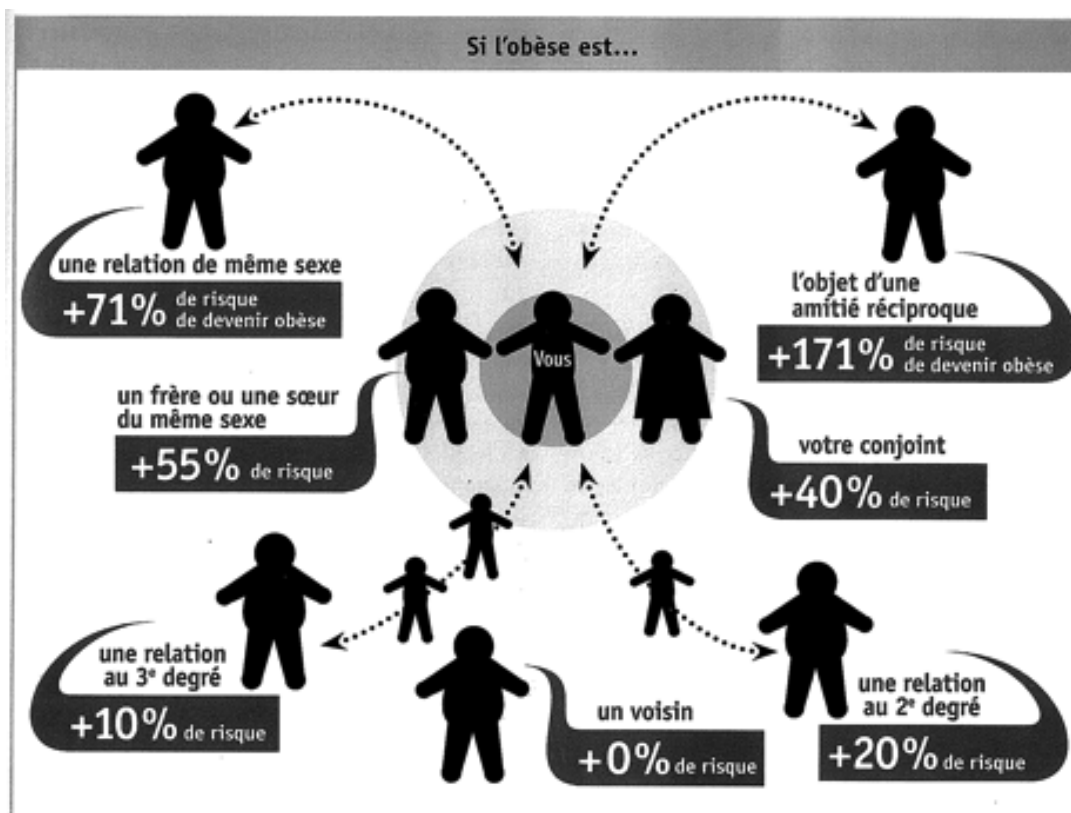 Si l'obèse est...
une relation de même sexe
+71% de risque
de devenir obèse
l'objet d'une
amitié réciproque
+171% de risque
de devenir obèse
Vous
un frère ou une sœur
du même sexe
+55% de risque
votre conjoint
+40% de risque
une relation
au 3e degré
+10% de risque
un voisin
+0% de risque
une relation
au 2e degré
+20% de risque